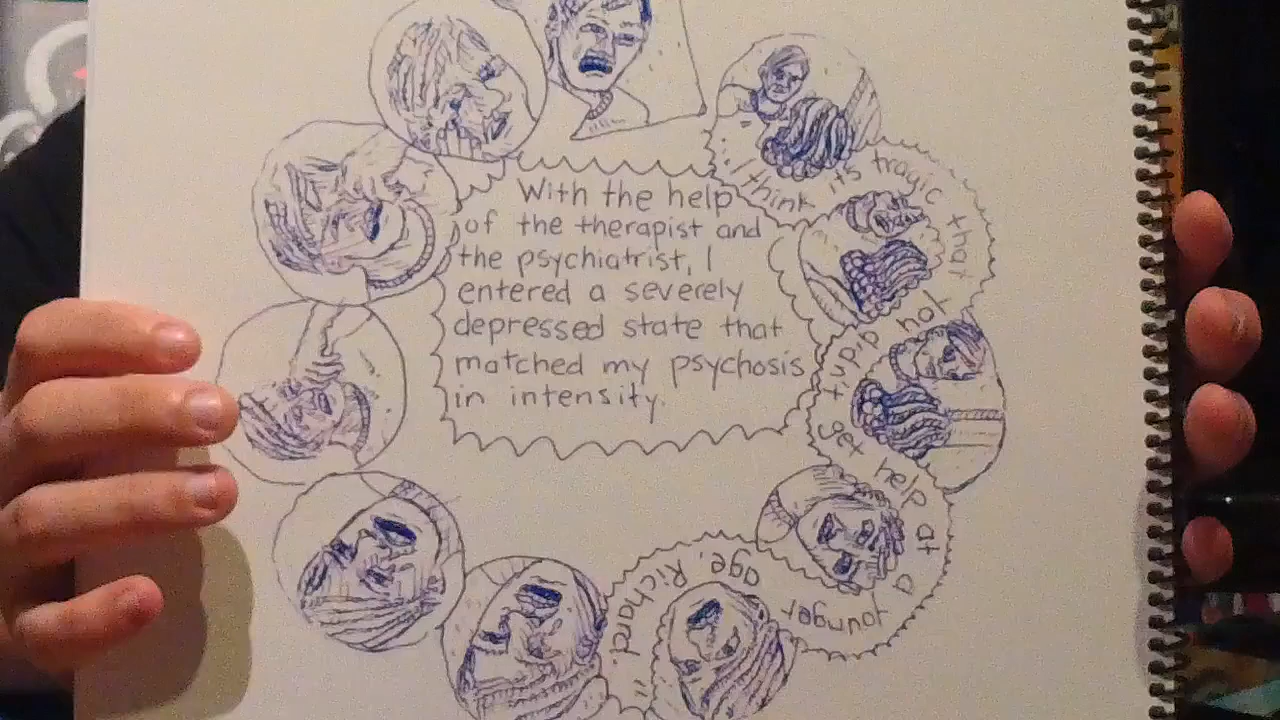 With the help
of the therapist and
the psychiatrist, I
entered a severely
depressed state that
matched my psychosis
in intensity.
"I think it's tragic that
you didn't get help at a
younger
age, Richard."